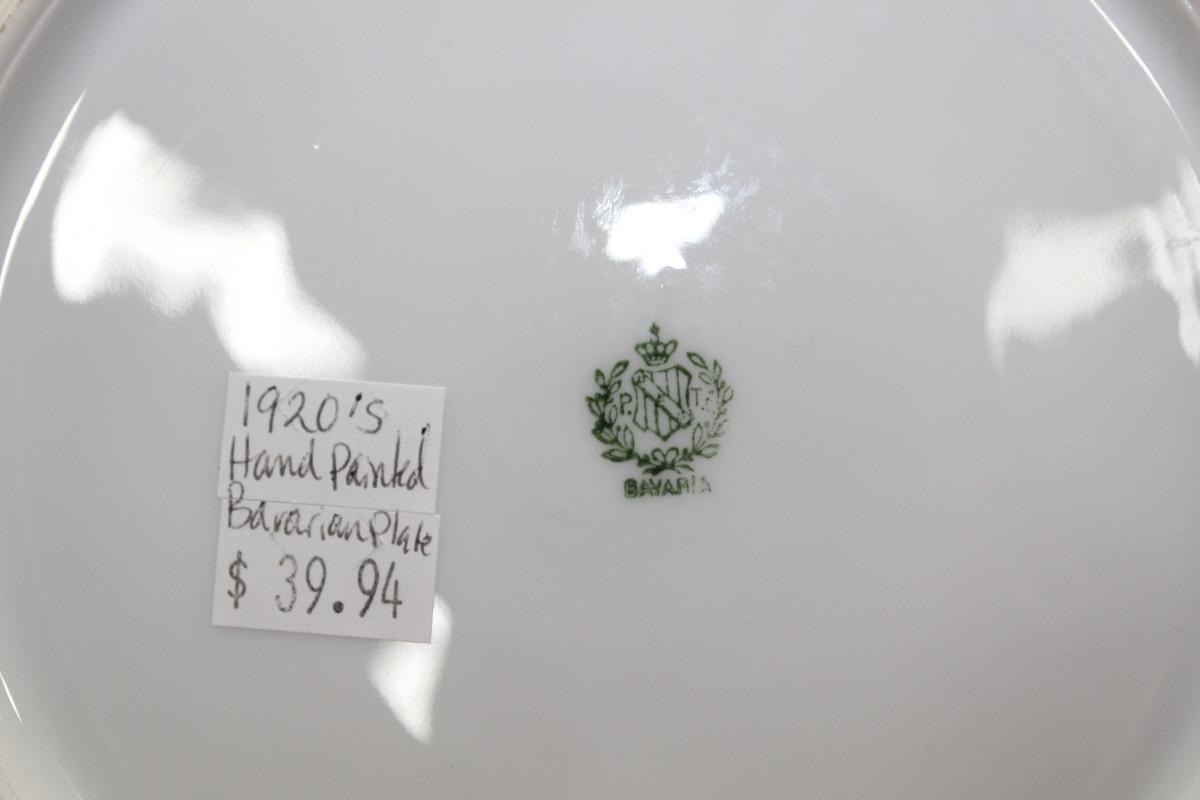 1920's
Hand Painted
Bavarian Plate
$ 39.94
P. N T.
BAVARIA